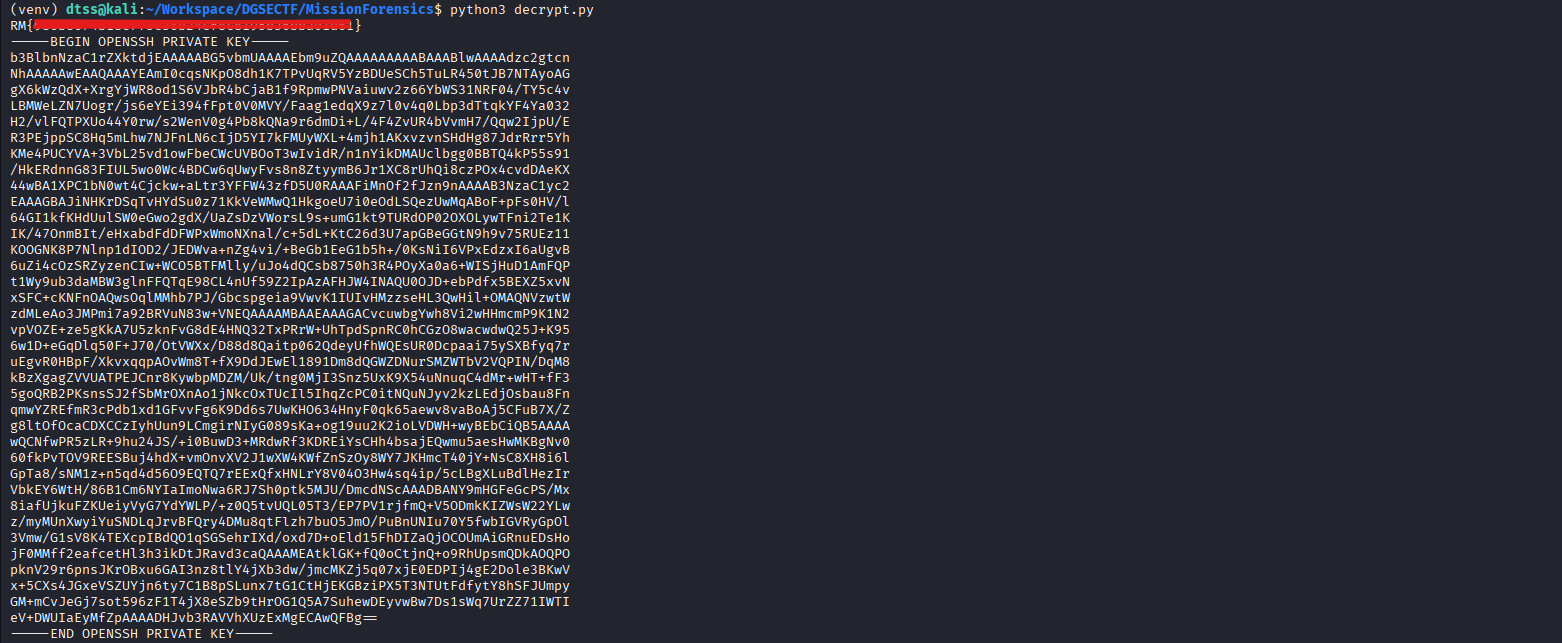 (venv) dtss@kali:~/Workspace/DGSECTF/MissionForensics$ python3 decrypt.py
RM{ }
-----BEGIN OPENSSH PRIVATE KEY-----
b3BlbnNzaC1rZXktdjEAAAAABG5vbmUAAAAEbm9uZQAAAAAAAAABAAABlwAAAAdzc2gtcn
NhAAAAAwEAAQAAAYEAmI0cqsNKpO8dh1K7TPvUqRV5YzBDUeSCh5TuLR450tJB7NTAyoAG
gX6kWzQdX+XrgYjWR8od1S6VJbR4bCjaB1f9RpmwPNVaiuwv2z66YbWS31NRF04/TY5c4v
LBMWeLZN7Uogr/js6eYEi394fFpt0V0MVY/Faag1edqX9z7l0v4q0Lbp3dTtqkYF4Ya032
H2/vlFQTPXUo44Y0rw/s2WenV0g4Pb8kQNa9r6dmDi+L/4F4ZvUR4bVvmH7/Qqw2IjpU/E
R3PEjppSC8Hq5mLhw7NJFnLN6cIjD5YI7kFMUyWXL+4mjh1AKxvzvnSHdHg87JdrRrr5Yh
KMe4PUCYVA+3VbL25vd1owFbeCWcUVBOoT3wIvidR/n1nYikDMAUclbgg0BBTQ4kP55s91
/HkERdnnG83FIUL5wo0Wc4BDCw6qUwyFvs8n8ZtyymB6Jr1XC8rUhQi8czPOx4cvdDAeKX
44wBA1XPC1bN0wt4Cjckw+aLtr3YFFW43zfD5U0RAAAFiMnOf2fJzn9nAAAAB3NzaC1yc2
EAAAGBAJiNHKrDSqTvHYdSu0z71KkVeWMwQ1HkgoeU7i0eOdLSQezUwMqABoF+pFs0HV/l
64GI1kfKHdUulSW0eGwo2gdX/UaZsDzVWorsL9s+umG1kt9TURdOP02OXOLywTFni2Te1K
IK/47OnmBIt/eHxabdFdDFWPxWmoNXnal/c+5dL+KtC26d3U7apGBeGGtN9h9v75RUEz11
KOOGNK8P7Nlnp1dIOD2/JEDWva+nZg4vi/+BeGb1EeG1b5h+/0KsNiI6VPxEdzxI6aUgvB
6uZi4cOzSRZyzenCIw+WCO5BTFMlly/uJo4dQCsb8750h3R4POyXa0a6+WISjHuD1AmFQP
t1Wy9ub3daMBW3glnFFQTqE98CL4nUf59Z2IpAzAFHJW4INAQU0OJD+ebPdfx5BEXZ5xvN
xSFC+cKNFnOAQwsOqlMMhb7PJ/Gbcspgeia9VwvK1IUIvHMzzseHL3QwHil+OMAQNVzwtW
zdMLeAo3JMPmi7a92BRVuN83w+VNEQAAAAMBAAEAAAGACvcuwbgYwh8Vi2wHHmcmP9K1N2
vpVOZE+ze5gKkA7U5zknFvG8dE4HNQ32TxPRrW+UhTpdSpnRC0hCGzO8wacwdwQ25J+K95
6w1D+eGqDlq50F+J70/OtVWXx/D88d8Qaitp062QdeyUfhWQEsUR0Dcpaai75ySXBfyq7r
uEgvR0HBpF/XkvxqqpAOvWm8T+fX9DdJEwEl1891Dm8dQGWZDNurSMZWTbV2VQPIN/DqM8
kBzXgagZVVUATPEJCnr8KywbpMDZM/Uk/tng0MjI3Snz5UxK9X54uNnuqC4dMr+wHT+fF3
5goQRB2PKsnsSJ2fSbMrOXnAo1jNkcOxTUcIl5IhqZcPC0itNQuNJyv2kzLEdjOsbau8Fn
qmwYZREfmR3cPdb1xd1GFvvFg6K9Dd6s7UwKHO634HnyF0qk65aewv8vaBoAj5CFuB7X/Z
g8ltOfOcaCDXCCzIyhUun9LCmgirNIyG089sKa+og19uu2K2ioLVDWH+wyBEbCiQB5AAAA
wQCNfwPR5zLR+9hu24JS/+i0BuwD3+MRdwRf3KDREiYsCHh4bsajEQwmu5aesHwMKBgNv0
60fkPvTOV9REESBuj4hdX+vmOnvXV2J1wXW4KWfZnSzOy8WY7JKHmcT40jY+NsC8XH8i6l
GpTa8/sNM1z+n5qd4d56O9EQTQ7rEExQfxHNLrY8V04O3Hw4sq4ip/5cLBgXLuBdlHezIr
VbkEY6WtH/86B1Cm6NYIaImoNwa6RJ7Sh0ptk5MJU/DmcdNScAAADBANY9mHGFeGcPS/Mx
8iafUjkuFZKUeiyVyG7YdYWLP/+z0Q5tvUQL05T3/EP7PV1rjfmQ+V5ODmkKIZWsW22YLw
z/myMUnXwyiYuSNDLqJrvBFQry4DMu8qtFlzh7buO5JmO/PuBnUNIu70Y5fwbIGVRyGpOl
3Vmw/G1sV8K4TEXcpIBdQO1qSGSehrIXd/oxd7D+oEld15FhDIZaQjOCOUmAiGRnuEDsHo
jF0MMff2eafcetHl3h3ikDtJRavd3caQAAAMEAtklGK+fQ0oCtjnQ+o9RhUpsmQDkAOQPO
pknV29r6pnsJKrOBxu6GAI3nz8tlY4jXb3dw/jmcMKZj5q07xjE0EDPIj4gE2Dole3BKwV
x+5CXs4JGxeVSZUYjn6ty7C1B8pSLunx7tG1CtHjEKGBziPX5T3NTUtFdfytY8hSFJUmpy
GM+mCvJeGj7sot596zF1T4jX8eSZb9tHrOG1Q5A7SuhewDEyvwBw7Ds1sWq7UrZZ71IWTI
eV+DWUIaEyMfZpAAAADHJvb3RAVVhXUzExMgECAwQFBg==
-----END OPENSSH PRIVATE KEY-----